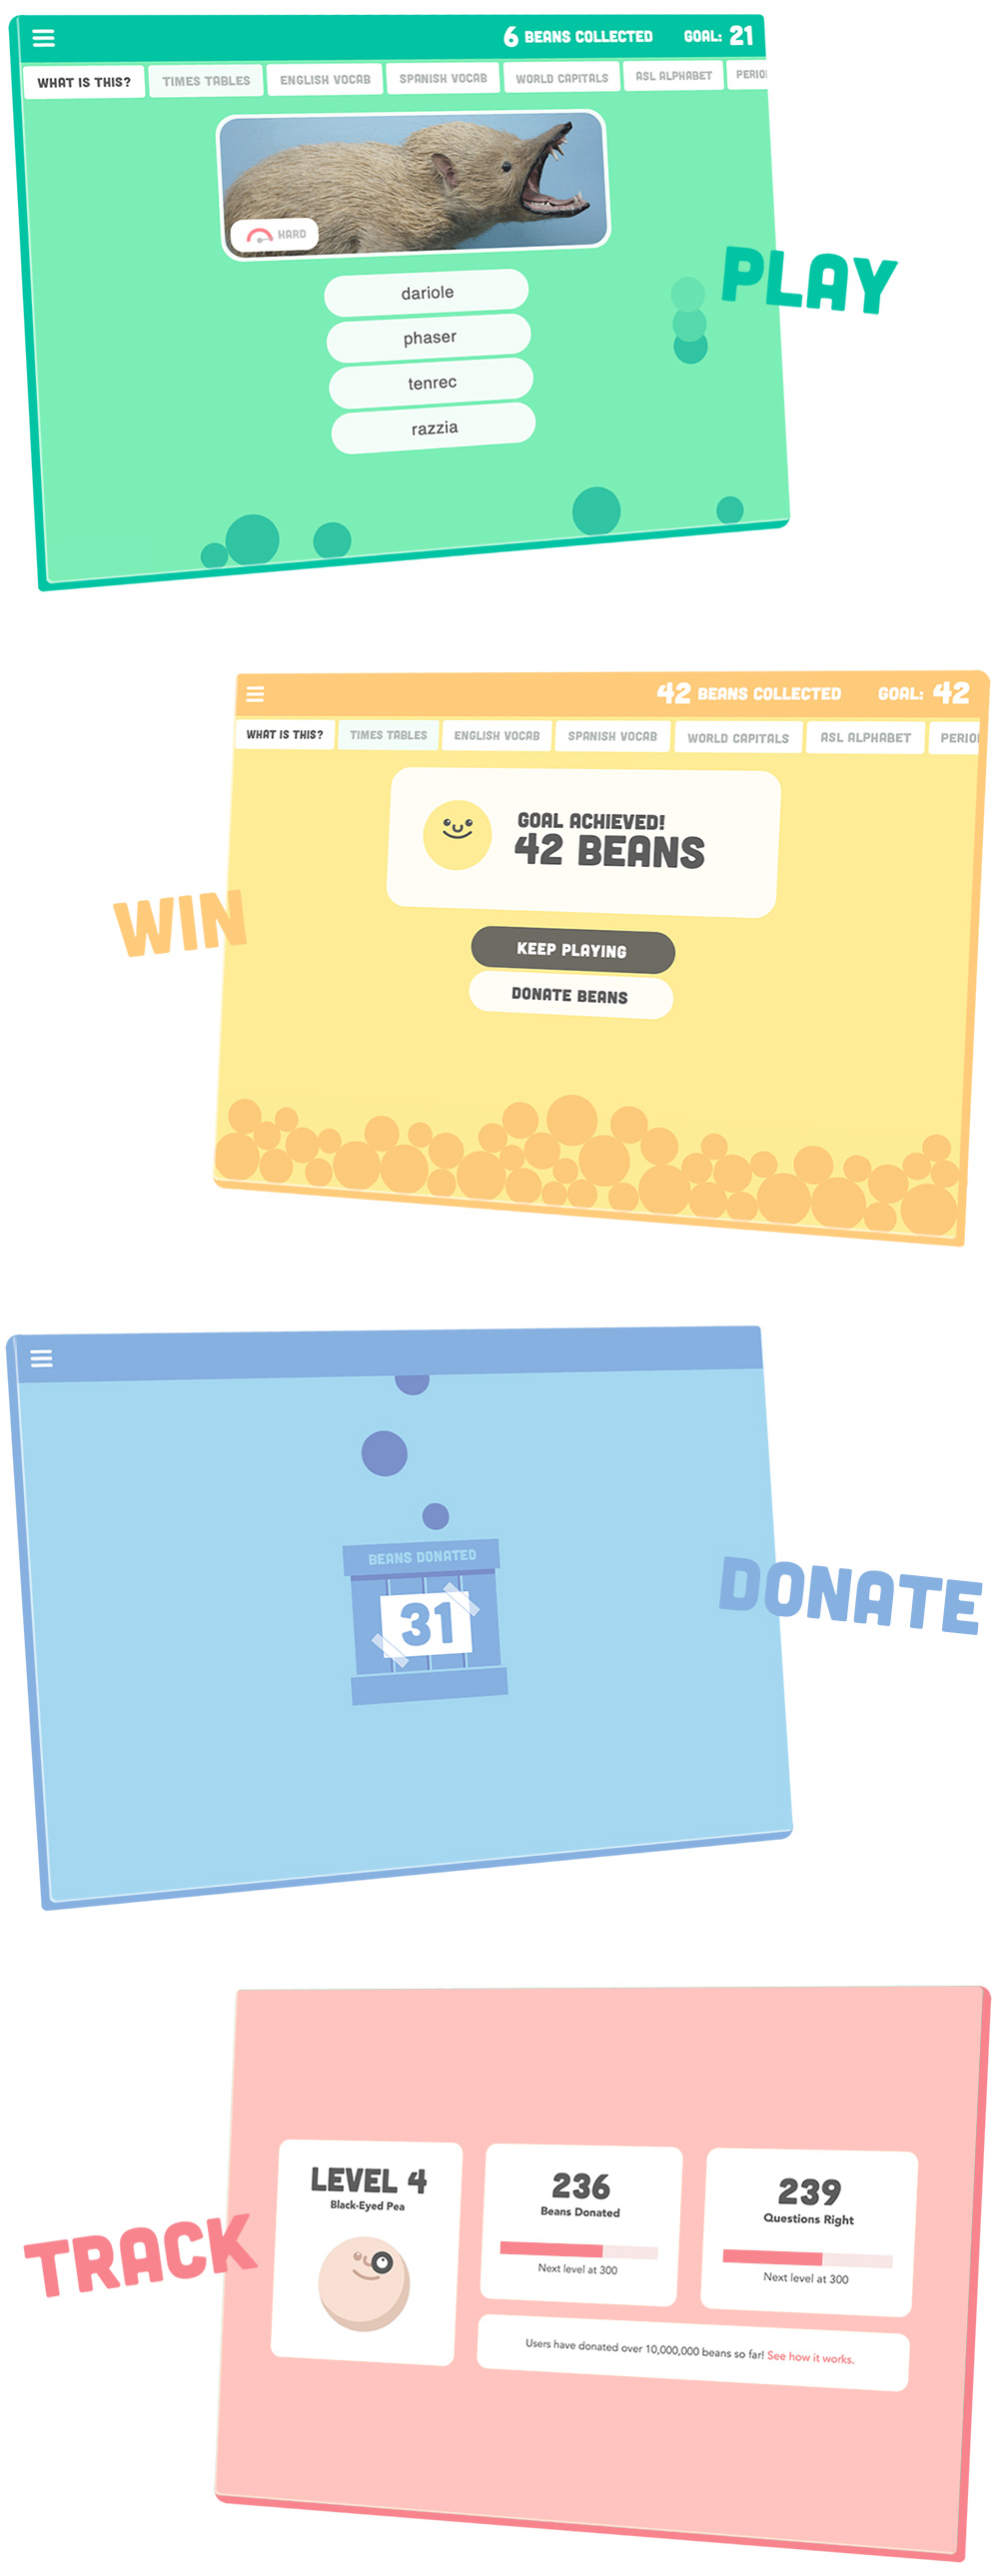 6 BEANS COLLECTED GOAL: 21
WHAT IS THIS? TIMES TABLES ENGLISH VOCAB SPANISH VOCAB WORLD CAPITALS ASL ALPHABET PERIO
HARD
PLAY
dariole
phaser
tenrec
razzia
42 BEANS COLLECTED GOAL: 42
WHAT IS THIS? TIMES TABLES ENGLISH VOCAB SPANISH VOCAB WORLD CAPITALS ASL ALPHABET PERIO
GOAL ACHIEVED!
42 BEANS
WIN
KEEP PLAYING
DONATE BEANS
BEANS DONATED
31
DONATE
LEVEL 4
Black-Eyed Pea
236
Beans Donated
Next level at 300
239
Questions Right
Next level at 300
TRACK
Users have donated over 10,000,000 beans so far! See how it works.